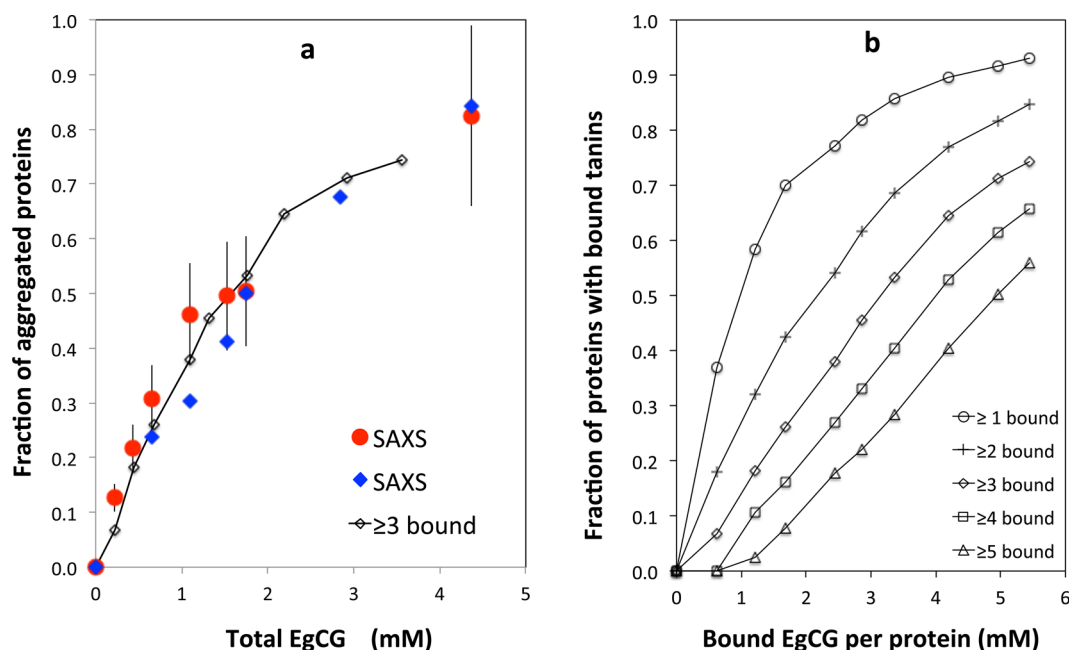 a
Fraction of aggregated proteins
1.0
0.9
0.8
0.7
0.6
0.5
0.4
0.3
0.2
0.1
0.0
0
1
2
3
4
5
SAXS
SAXS
≥3 bound
Total EgCG (mM)
b
Fraction of proteins with bound tanins
1.0
0.9
0.8
0.7
0.6
0.5
0.4
0.3
0.2
0.1
0.0
0
1
2
3
4
5
6
≥ 1 bound
≥2 bound
≥3 bound
≥4 bound
≥5 bound
Bound EgCG per protein (mM)